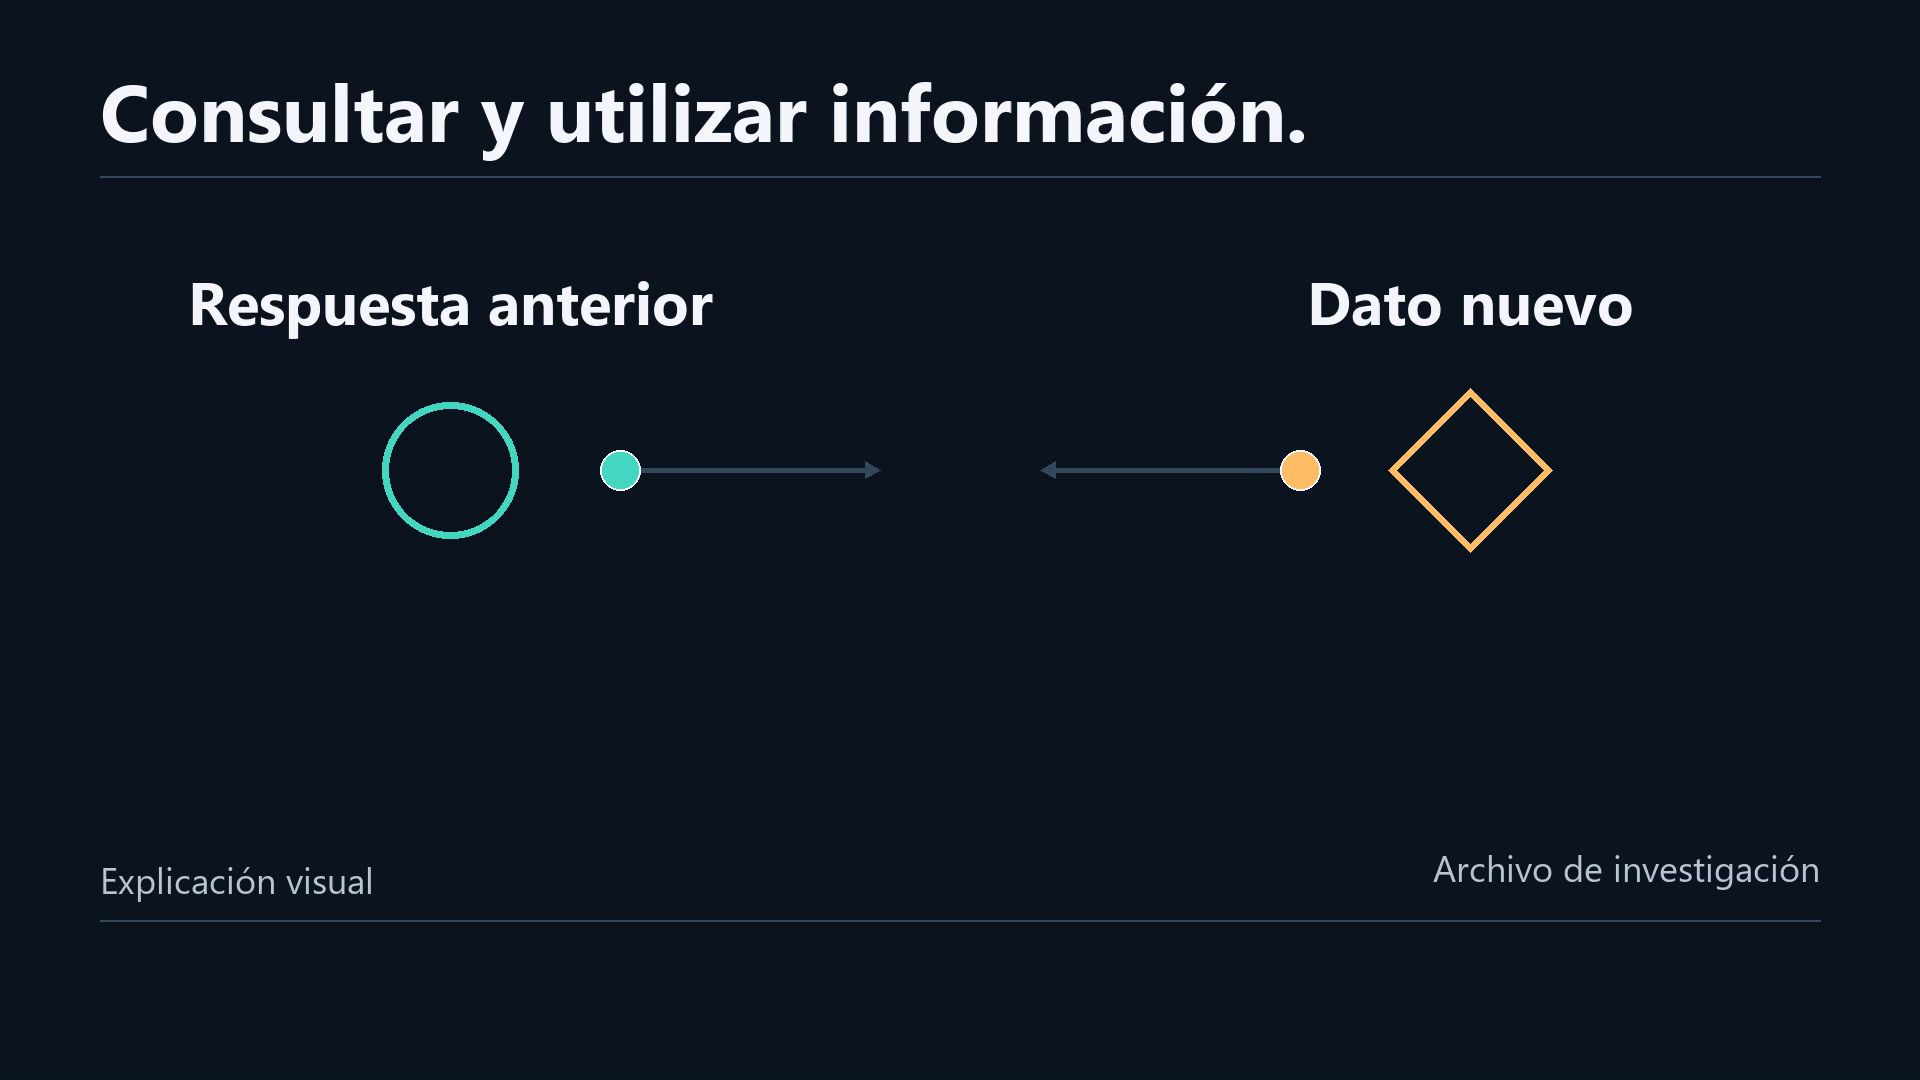 Consultar y utilizar información.
Respuesta anterior
Dato nuevo
Explicación visual
Archivo de investigación